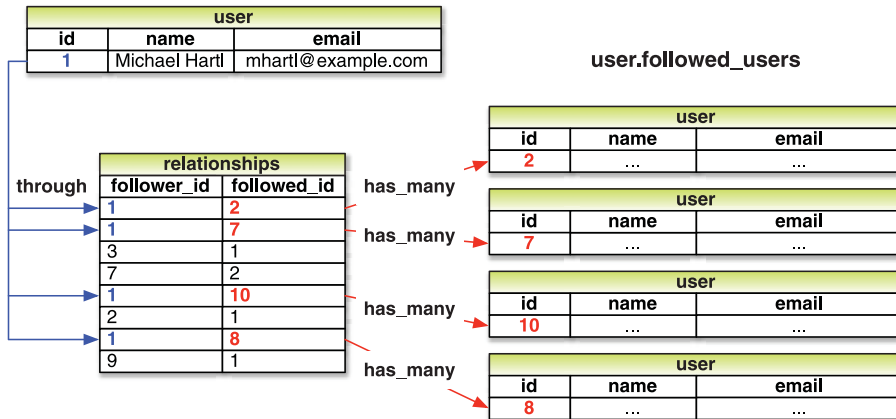 user
id name email
1 Michael Hartl mhartl@example.com
user.followed_users
through
relationships
follower_id followed_id
1 2
1 7
3 1
7 2
1 10
2 1
1 8
9 1
has_many
has_many
has_many
has_many
user
id name email
2 ... ...
user
id name email
7 ... ...
user
id name email
10 ... ...
user
id name email
8 ... ...